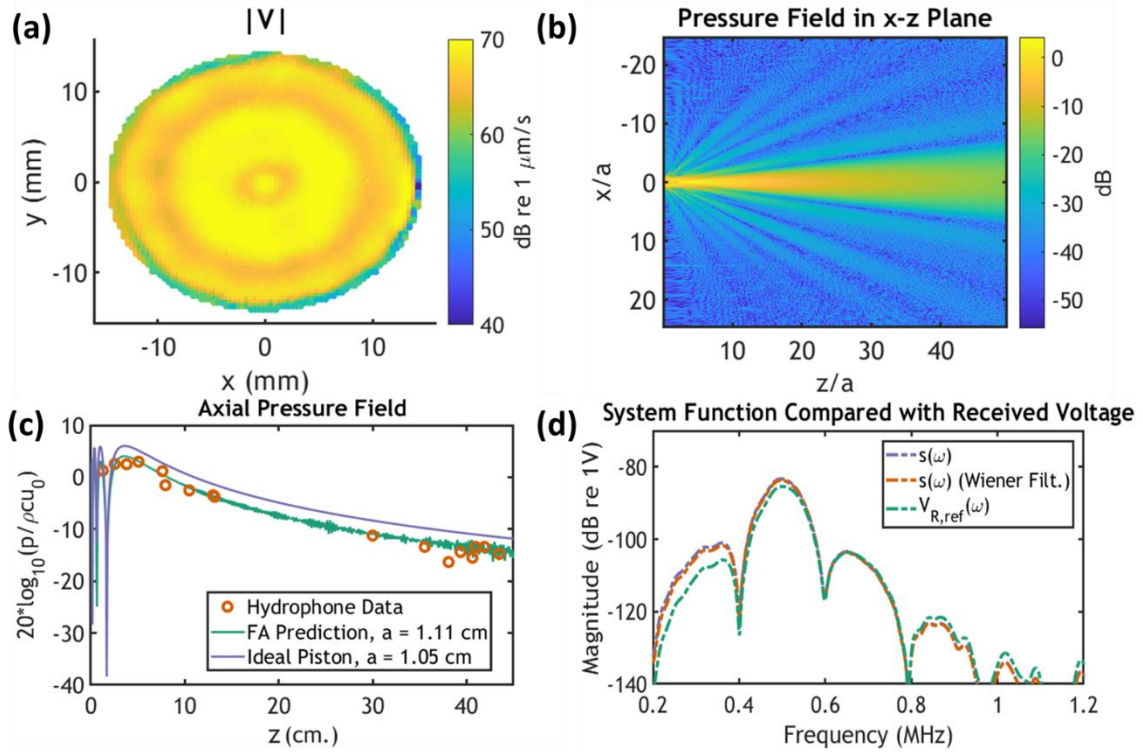 (a)
|V|
10
0
-10
y (mm)
-10
0
10
x (mm)
70
60
50
40
dB re 1 μm/s
(b)
Pressure Field in x-z Plane
-20
-10
0
10
20
x/a
10
20
30
40
z/a
0
-10
-20
-30
-40
-50
dB
(c)
Axial Pressure Field
10
0
-10
-20
-30
-40
20*log10 (p/ρcu0)
Hydrophone Data
FA Prediction, a = 1.11 cm
Ideal Piston, a = 1.05 cm
0
10
20
30
40
z (cm.)
(d)
System Function Compared with Received Voltage
-80
-100
-120
-140
Magnitude (dB re 1V)
s(ω)
s(ω) (Wiener Filt.)
VR,ref(ω)
0.2
0.4
0.6
0.8
1
1.2
Frequency (MHz)